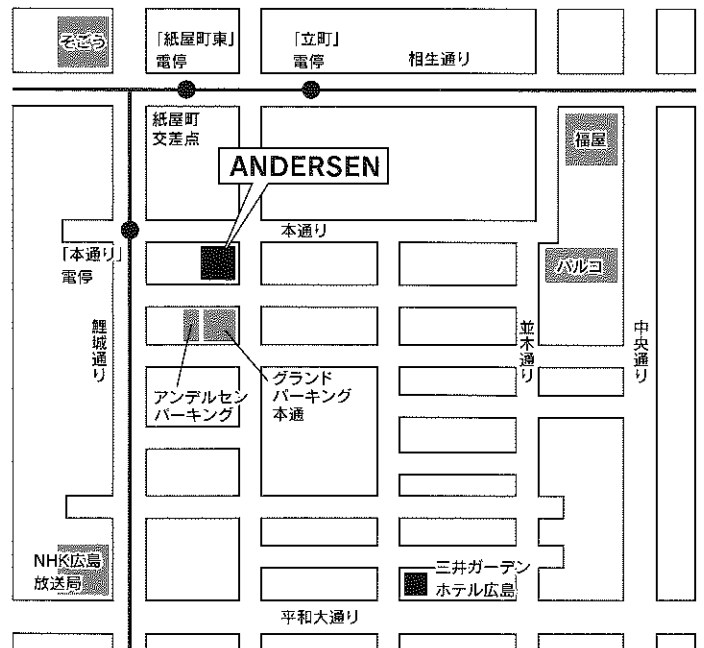 そごう
「紙屋町東」
電停
「立町」
電停
相生通り
紙屋町
交差点
福屋
ANDERSEN
本通り
「本通り」
電停
パルコ
鯉城通り
並木通り
中央通り
アンデルセン
パーキング
グランド
パーキング
本通
NHK広島
放送局
三井ガーデン
ホテル広島
平和大通り